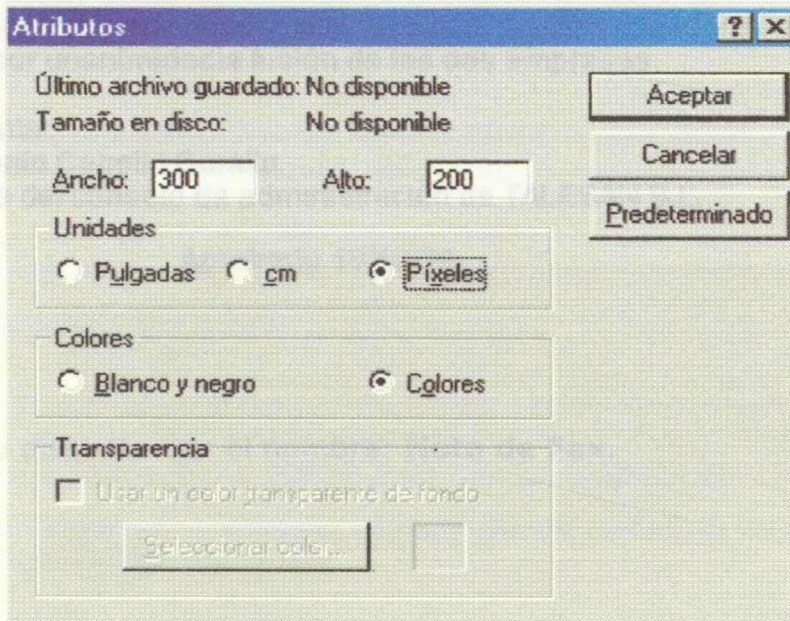 Atributos
Último archivo guardado: No disponible
Tamaño en disco: No disponible
Ancho: 300 Alto: 200
Unidades
Pulgadas cm Píxeles
Colores
Blanco y negro Colores
Transparencia
Usar un color transparente de fondo
Seleccionar color...
Aceptar
Cancelar
Predeterminado